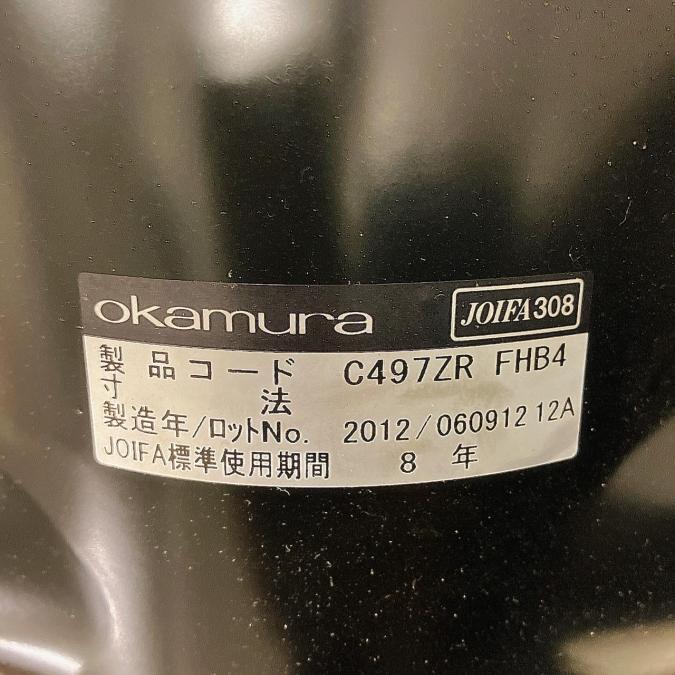 okamura JOIFA308
製品コード C497ZR FHB4
寸法
製造年/ロットNo. 2012/060912 12A
JOIFA標準使用期間 8年